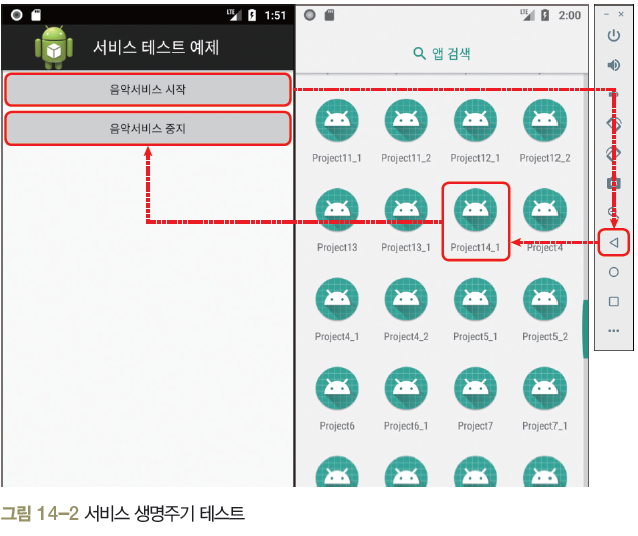 LTE 1:51
서비스 테스트 예제
음악서비스 시작
음악서비스 중지
LTE 2:00
앱 검색
Project11_1 Project11_2 Project12_1 Project12_2
Project13 Project13_1 Project14_1 Project4
Project4_1 Project4_2 Project5_1 Project5_2
Project6 Project6_1 Project7 Project7_1
그림 14-2 서비스 생명주기 테스트